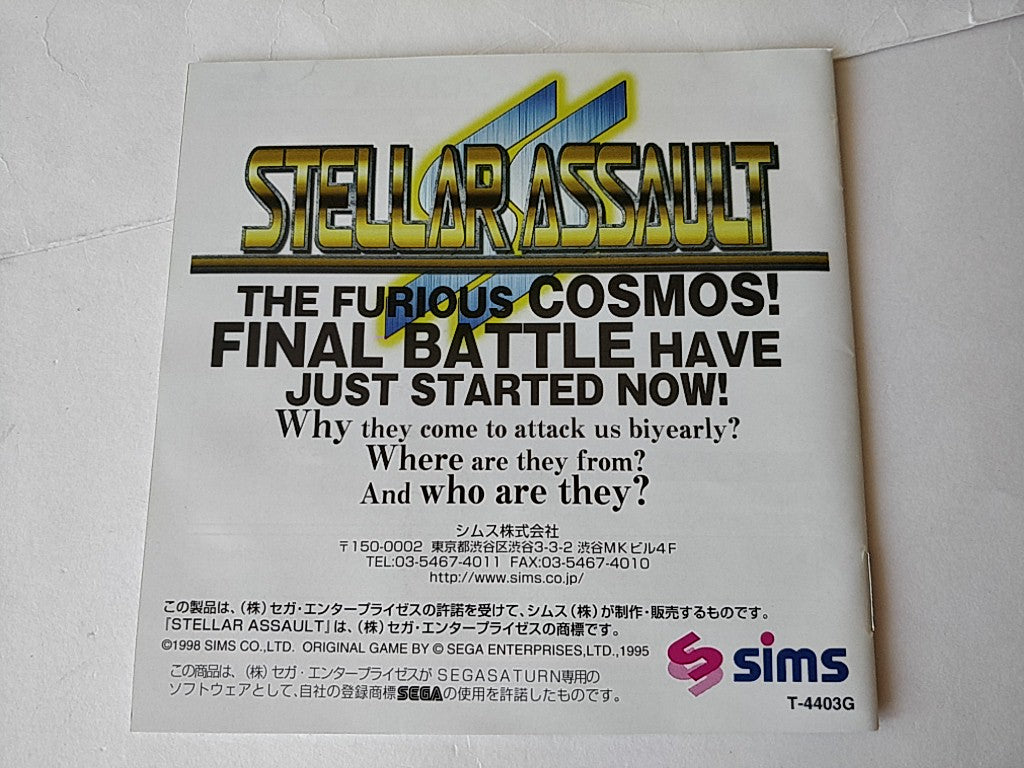 STELLAR ASSAULT
SS
THE FURIOUS COSMOS!
FINAL BATTLE HAVE
JUST STARTED NOW!
Why they come to attack us biyearly?
Where are they from?
And who are they?
シムス株式会社
〒150-0002 東京都渋谷区渋谷3-3-2 渋谷MKビル4F
TEL:03-5467-4011 FAX:03-5467-4010
http://www.sims.co.jp/
この製品は、(株)セガ・エンタープライゼスの許諾を受けて、シムス(株)が制作・販売するものです。
「STELLAR ASSAULT」は、(株)セガ・エンタープライゼスの商標です。
©1998 SIMS CO.,LTD. ORIGINAL GAME BY © SEGA ENTERPRISES,LTD.,1995
この商品は、(株)セガ・エンタープライゼスがSEGASATURN専用の
ソフトウェアとして、自社の登録商標SEGAの使用を許諾したものです。
sims
T-4403G